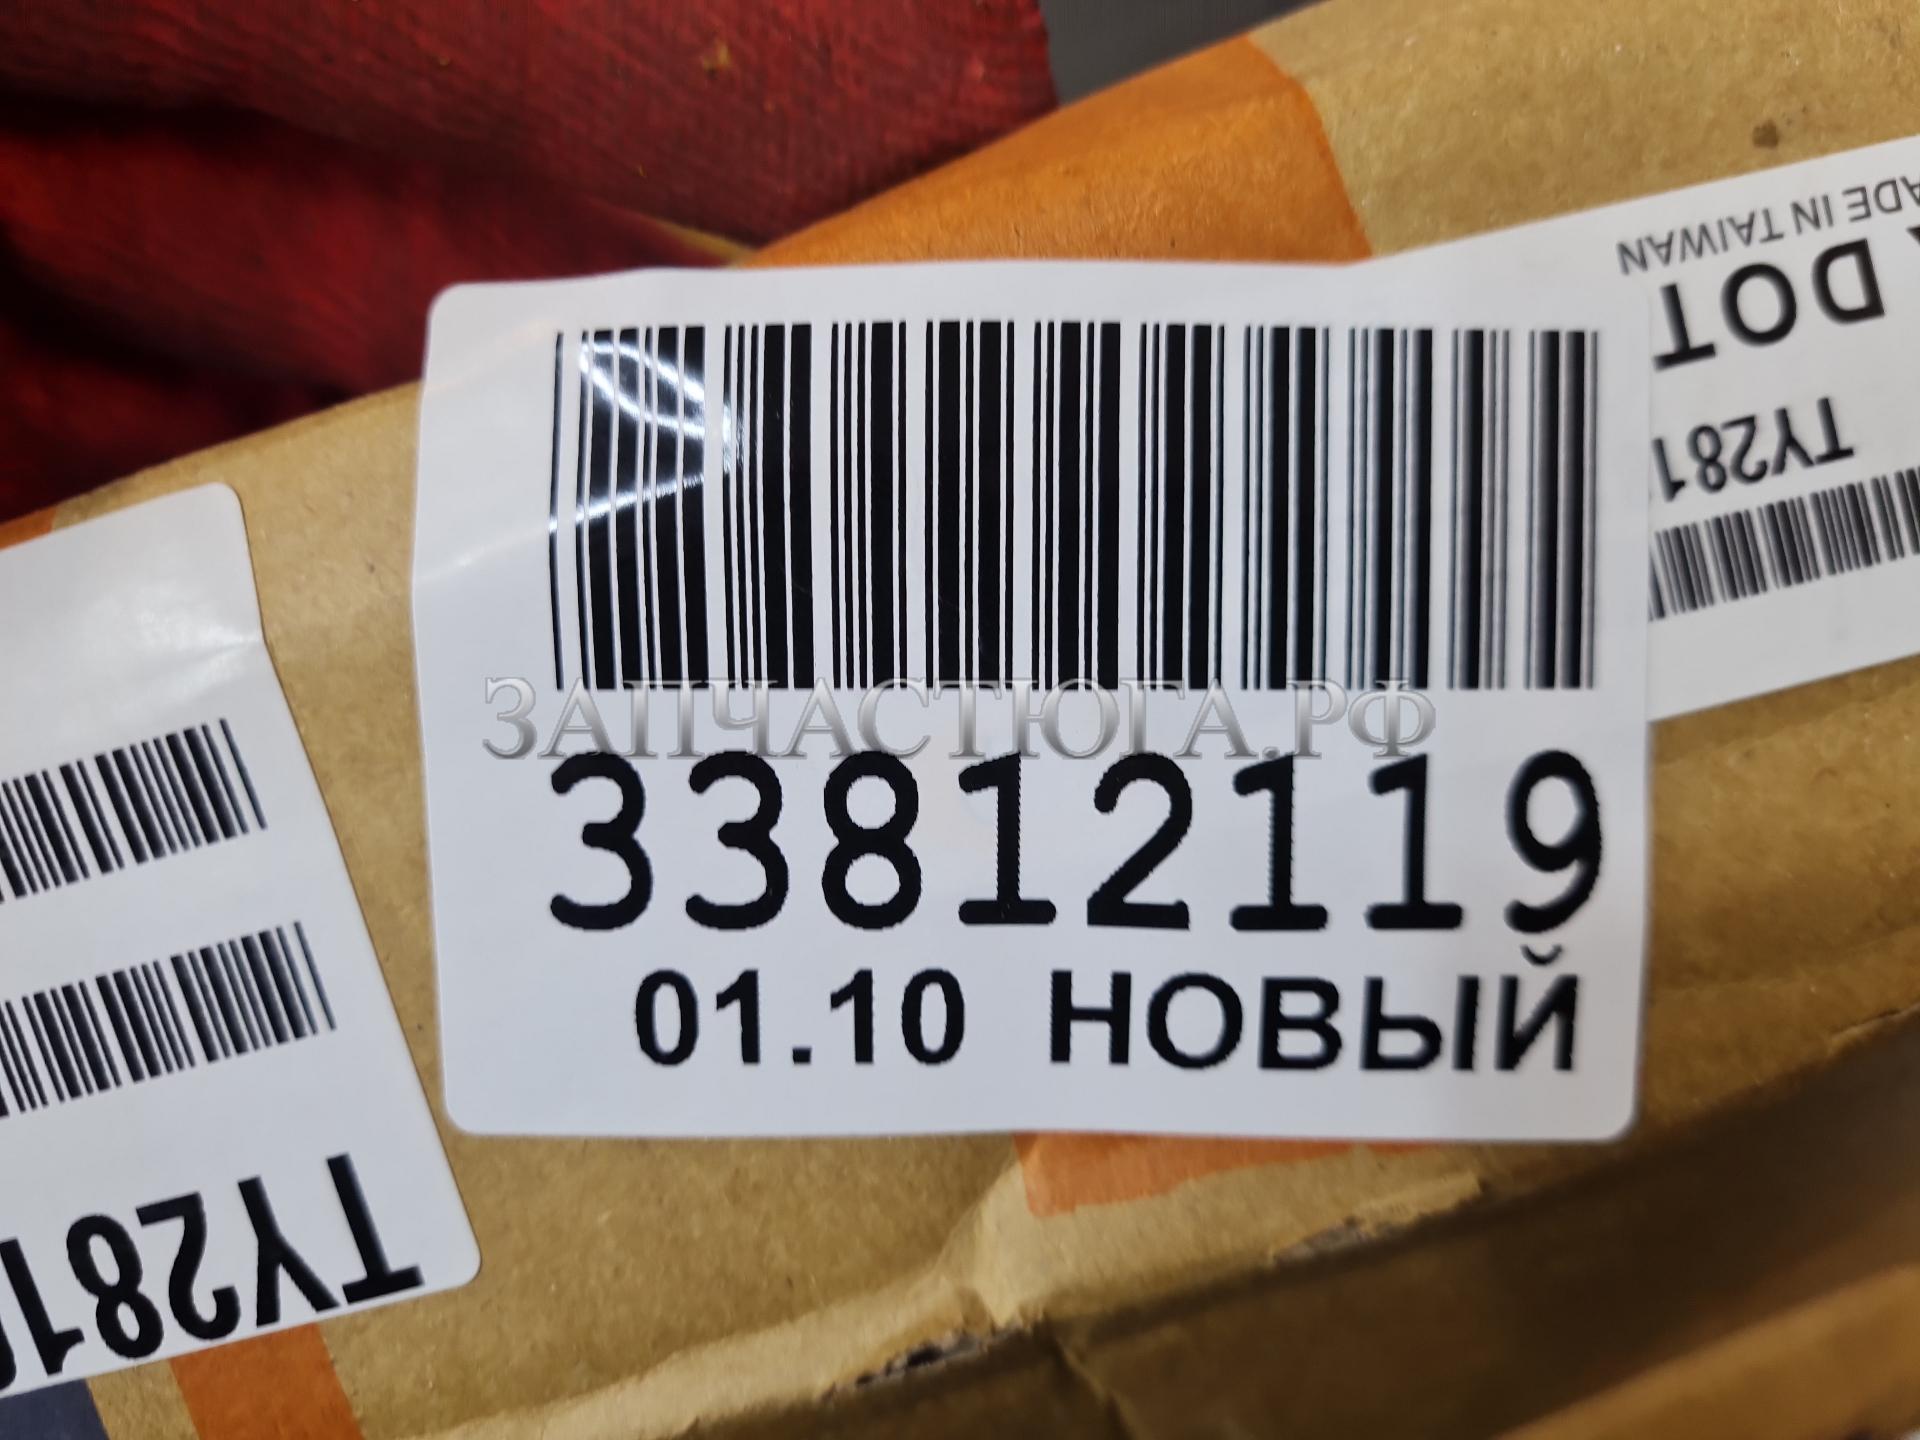 ADE IN TAIWAN
DOT
TY281
ЗАПЧАСТЮГА.РФ
33812119
01.10 НОВЫЙ
TY281